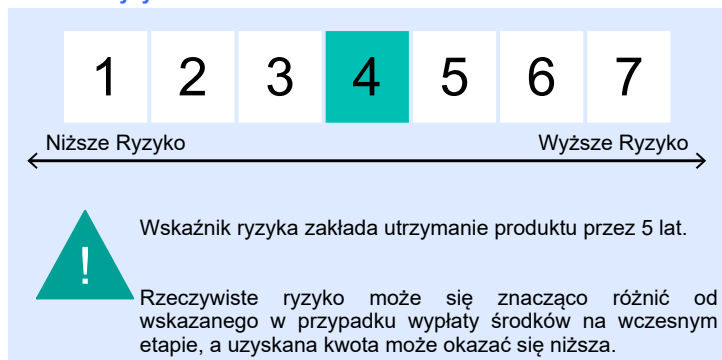 1 2 3 4 5 6 7
Niższe Ryzyko Wyższe Ryzyko
!
Wskaźnik ryzyka zakłada utrzymanie produktu przez 5 lat.
Rzeczywiste ryzyko może się znacząco różnić od
wskazanego w przypadku wypłaty środków na wczesnym
etapie, a uzyskana kwota może okazać się niższa.